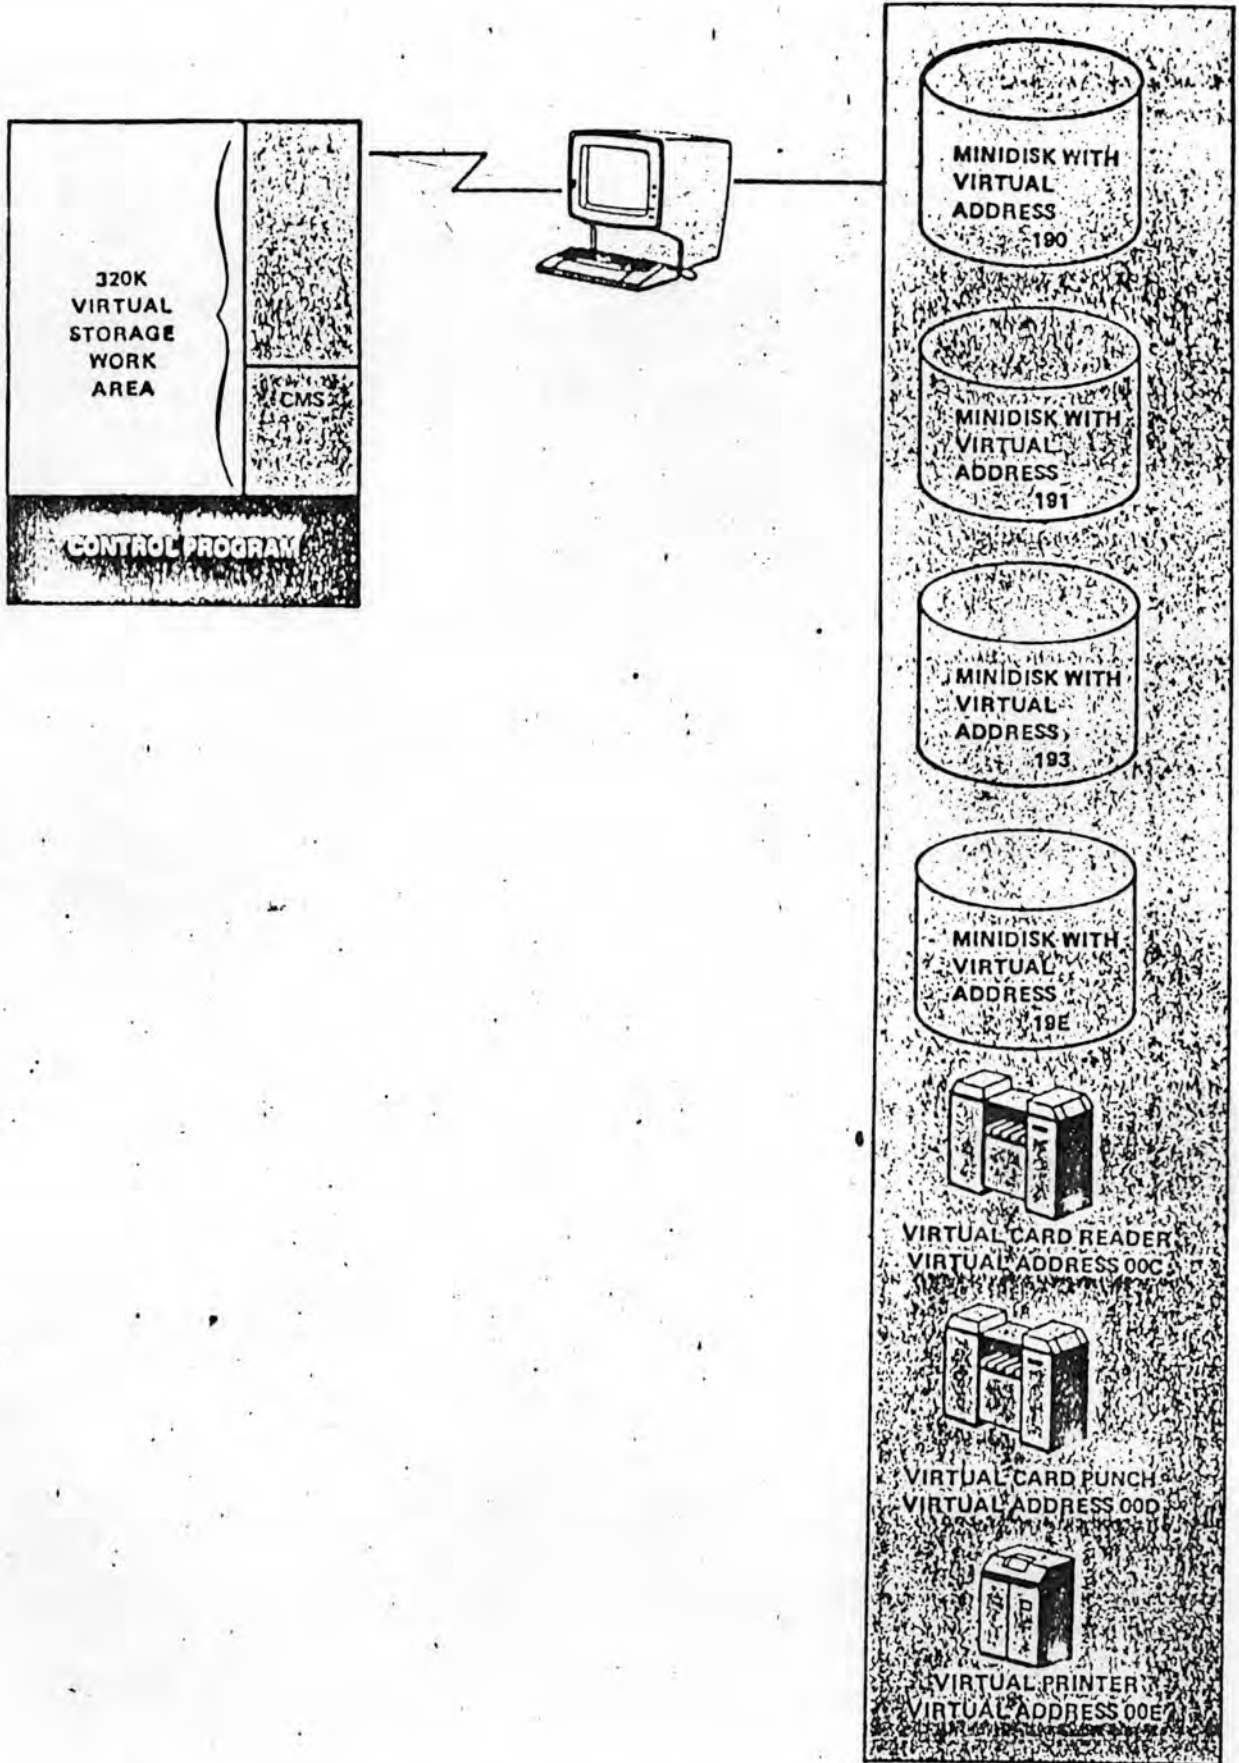 320K
VIRTUAL
STORAGE
WORK
AREA
CMS
CONTROL PROGRAM
MINIDISK WITH
VIRTUAL
ADDRESS
190
MINIDISK WITH
VIRTUAL
ADDRESS
191
MINIDISK WITH
VIRTUAL
ADDRESS
193
MINIDISK WITH
VIRTUAL
ADDRESS
19E
VIRTUAL CARD READER
VIRTUAL ADDRESS 00C
VIRTUAL CARD PUNCH
VIRTUAL ADDRESS 00D
VIRTUAL PRINTER
VIRTUAL ADDRESS 00E